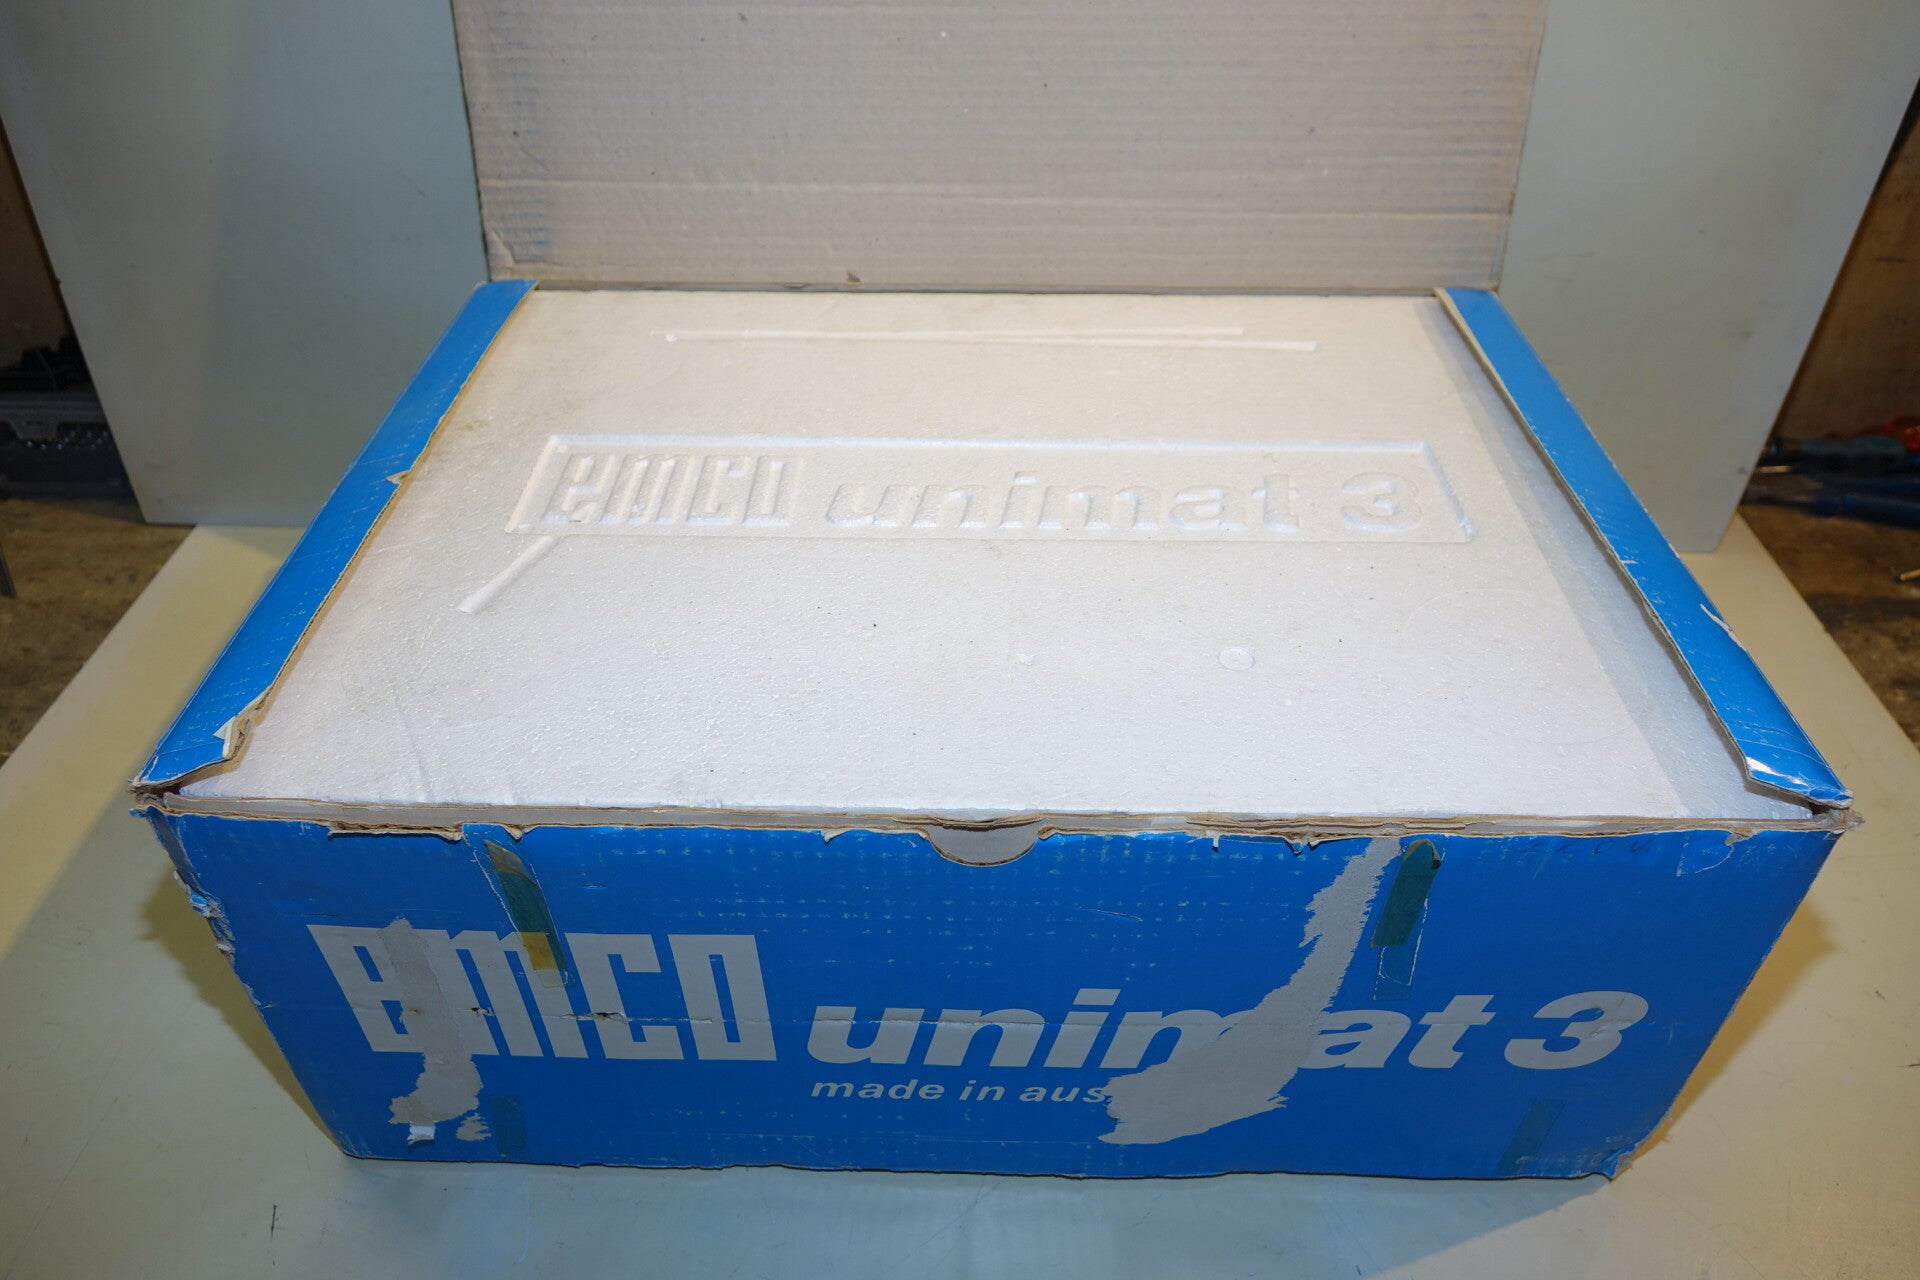 emco unimat 3
emco unimat 3
made in aus